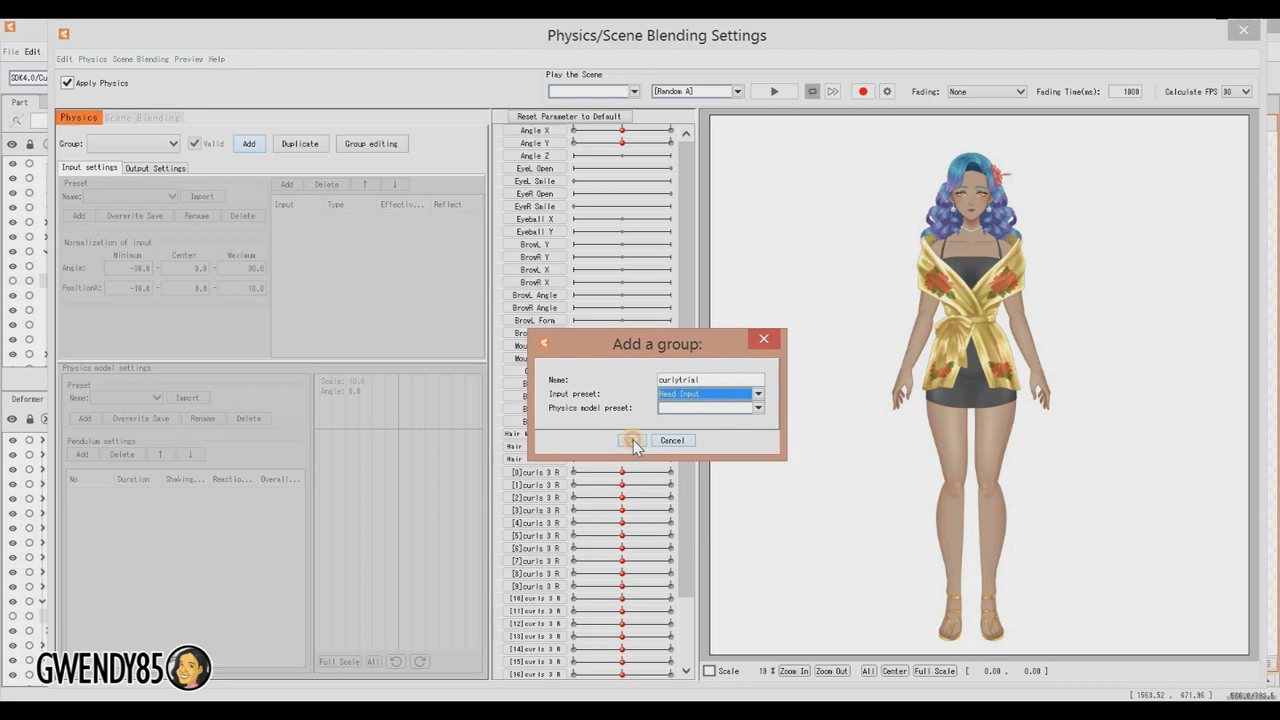 Physics/Scene Blending Settings
File Edit
Edit Physics Scene Blending Preview Help
SDK4.0/Cu
Apply Physics
Play the Scene
[Random A]
Fading: None
Fading Time(ms): 1000
Calculate FPS 30
Part
Physics Scene Blending
Group:
Valid
Add
Duplicate
Group editing
Input settings
Output Settings
Preset
Name:
Import
Add
Overwrite Save
Rename
Delete
Normalization of input
Minimum Center Maximum
Angle: -30.0 - 0.0 - 30.0
PositionX: -10.0 - 0.0 - 10.0
Add Delete ↑ ↓
Input Type Effectiv... Reflect
Physics model settings
Preset
Name:
Import
Add
Overwrite Save
Rename
Delete
Scale: 10.0
Angle: 0.0
Pendulum settings
Add Delete ↑ ↓
No Duration Shaking... Reactio... Overall...
Full Scale All
Deformer
Reset Parameter to Default
Angle X
Angle Y
Angle Z
EyeL Open
EyeL Smile
EyeR Open
EyeR Smile
Eyeball X
Eyeball Y
BrowL Y
BrowR Y
BrowL X
BrowR X
BrowL Angle
BrowR Angle
BrowL Form
Add a group:
Name: curlytrial
Input preset: Head Input
Physics model preset:
Cancel
[0]curls 3 R
[1]curls 3 R
[2]curls 3 R
[3]curls 3 R
[4]curls 3 R
[5]curls 3 R
[6]curls 3 R
[7]curls 3 R
[8]curls 3 R
[9]curls 3 R
[10]curls 3 R
[11]curls 3 R
[12]curls 3 R
[13]curls 3 R
[14]curls 3 R
[15]curls 3 R
[16]curls 3 R
Scale
19 % Zoom In Zoom Out All Center Full Scale [ 0.00 , 0.00 ]
GWENDY85